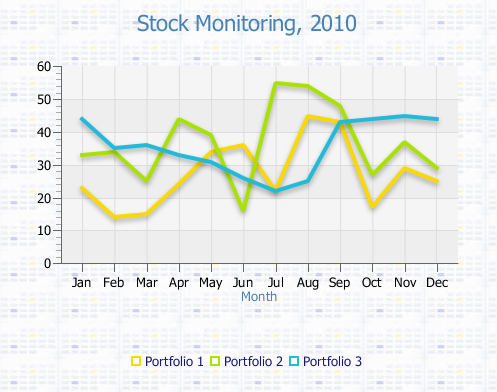 Stock Monitoring, 2010
60
50
40
30
20
10
0
Jan Feb Mar Apr May Jun Jul Aug Sep Oct Nov Dec
Month
Portfolio 1 Portfolio 2 Portfolio 3